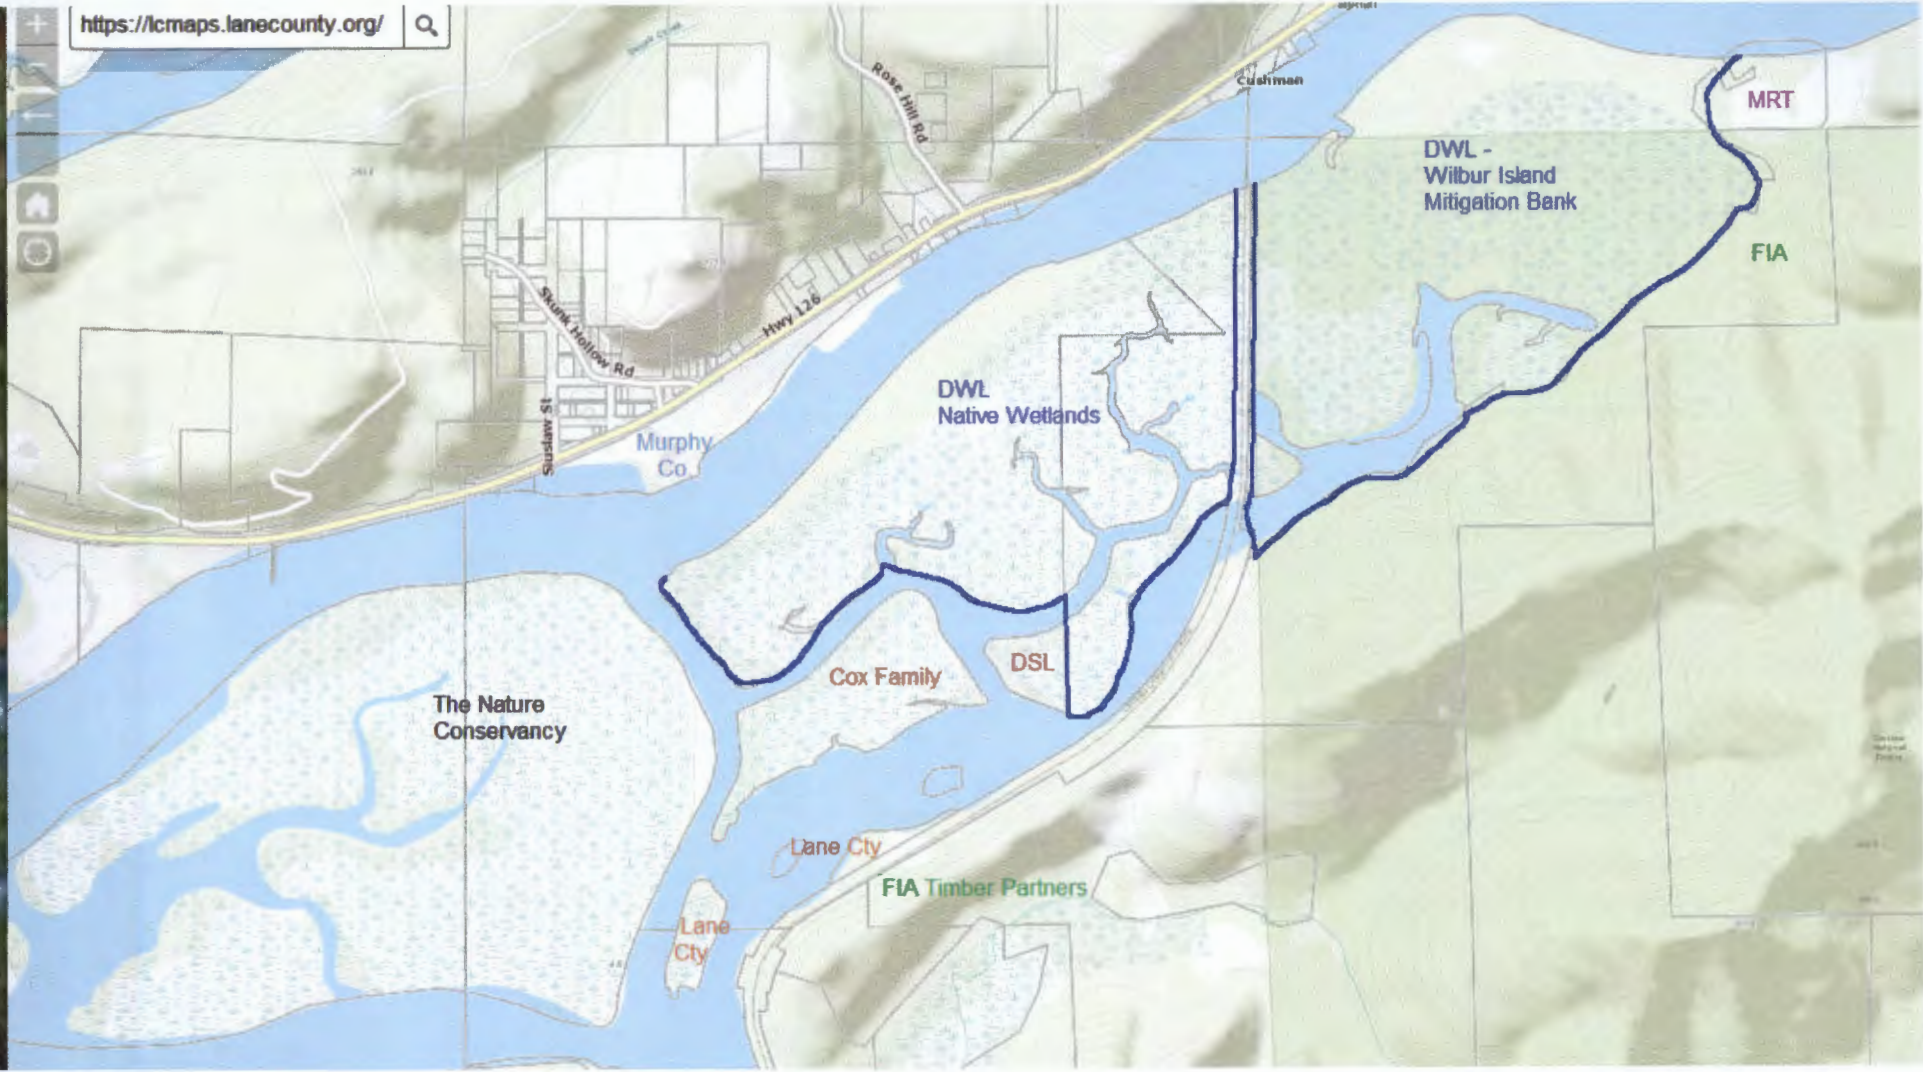 https://lcmaps.lanecounty.org/
Cushman
Rose Hill Rd
MRT
DWL -
Wilbur Island
Mitigation Bank
FIA
Skunk Hollow Rd
Hwy 126
Siuslaw St
DWL
Native Wetlands
Murphy
Co.
Cox Family
DSL
The Nature
Conservancy
Lane Cty
FIA Timber Partners
Lane
Cty